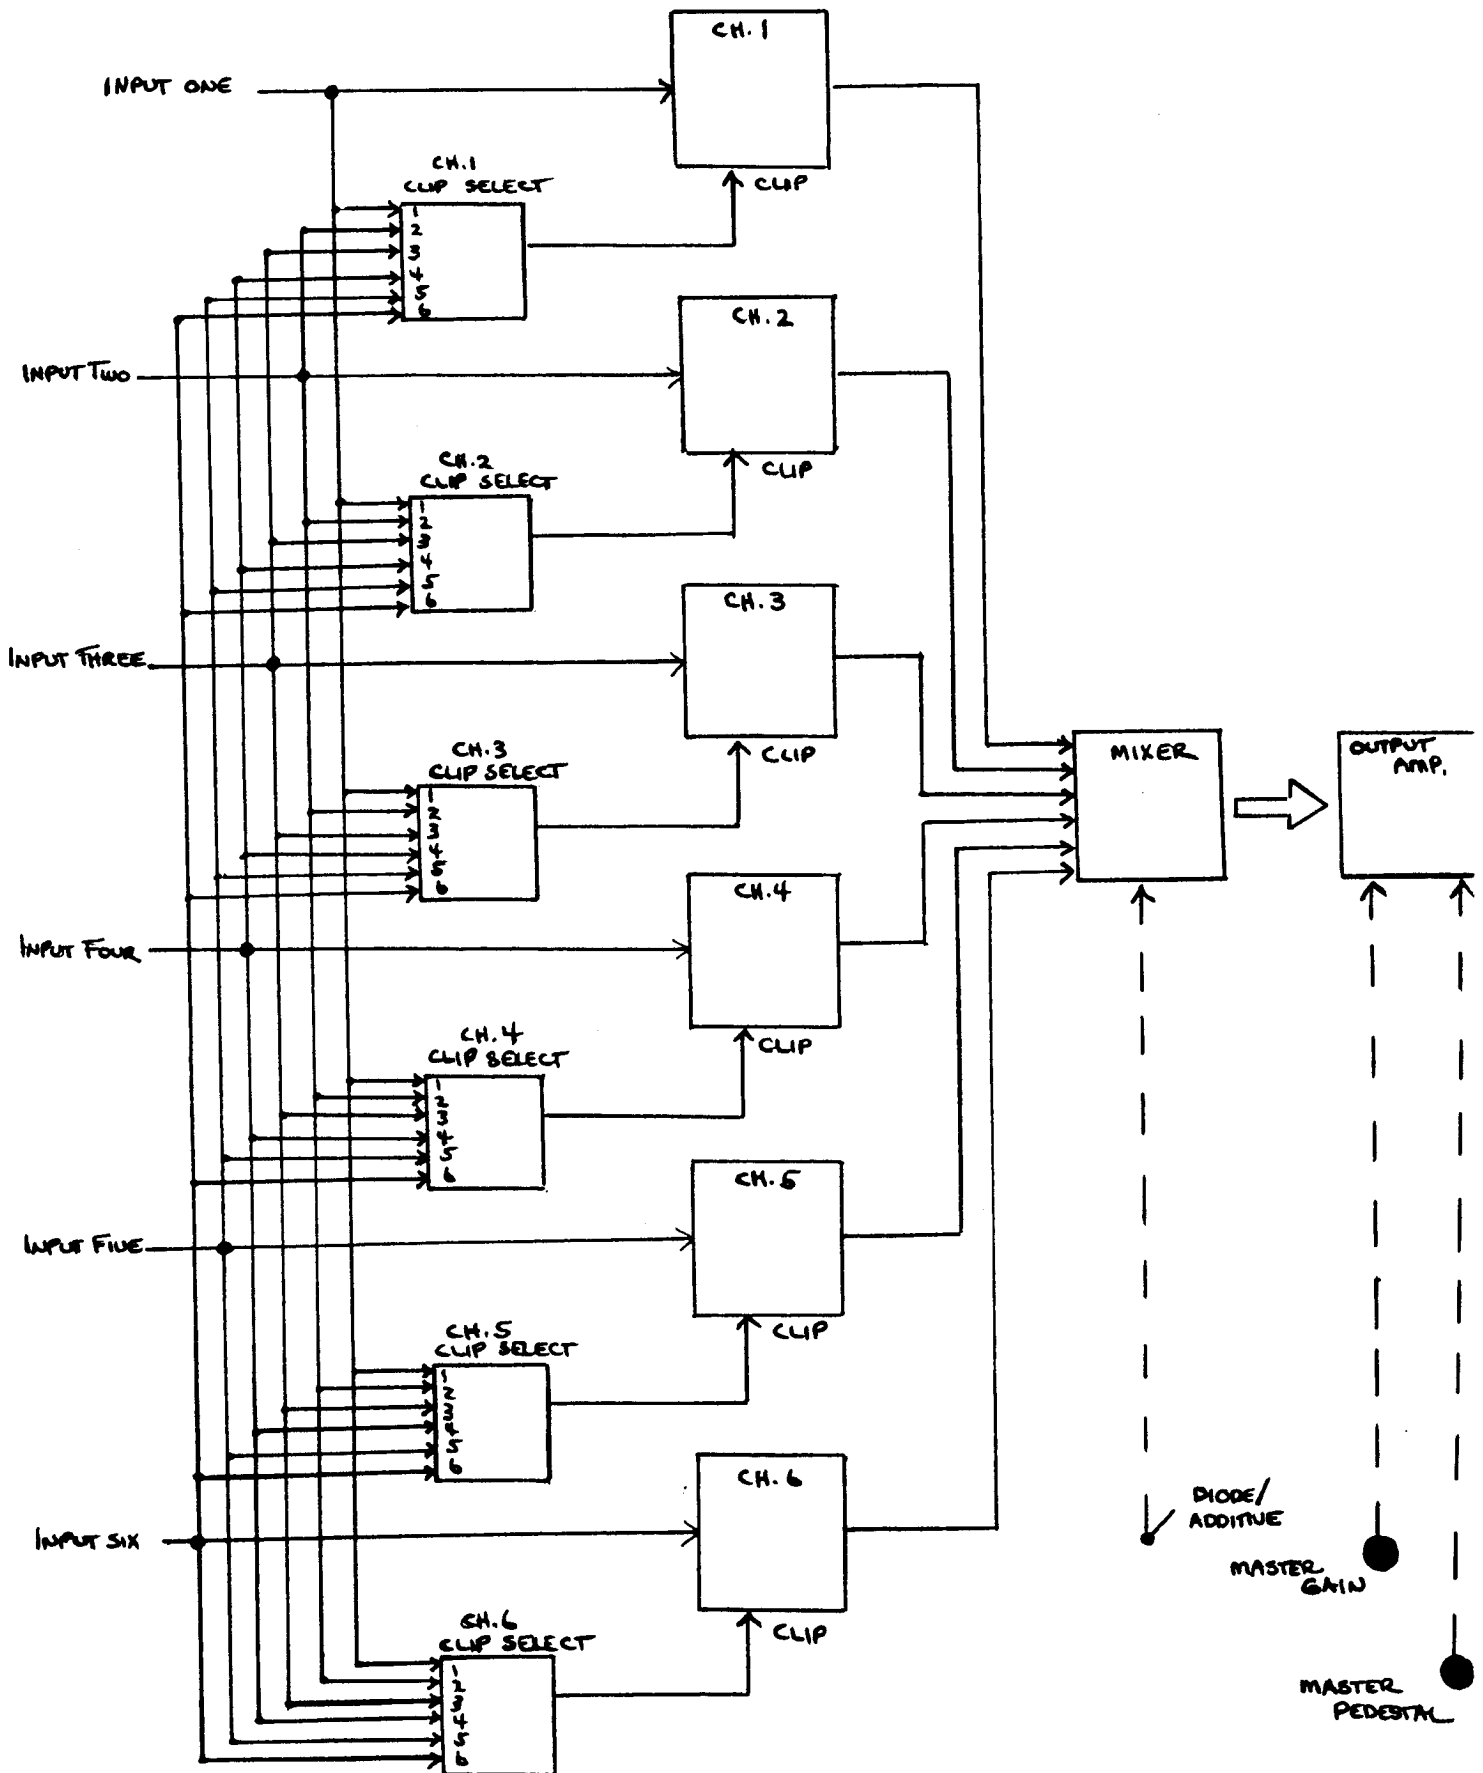 CH. 1
INPUT ONE
CH.1
CLIP SELECT
CLIP
1
2
3
4
5
6
CH. 2
INPUT TWO
CH.2
CLIP SELECT
CLIP
1
2
3
4
5
6
CH. 3
INPUT THREE
CH.3
CLIP SELECT
CLIP
1
2
3
4
5
6
MIXER
OUTPUT
AMP.
CH.4
INPUT FOUR
CH.4
CLIP SELECT
CLIP
1
2
3
4
5
6
CH.5
INPUT FIVE
CH.5
CLIP SELECT
CLIP
1
2
3
4
5
6
CH. 6
INPUT SIX
DIODE/
ADDITIVE
MASTER
GAIN
CH.6
CLIP SELECT
CLIP
1
2
3
4
5
6
MASTER
PEDESTAL